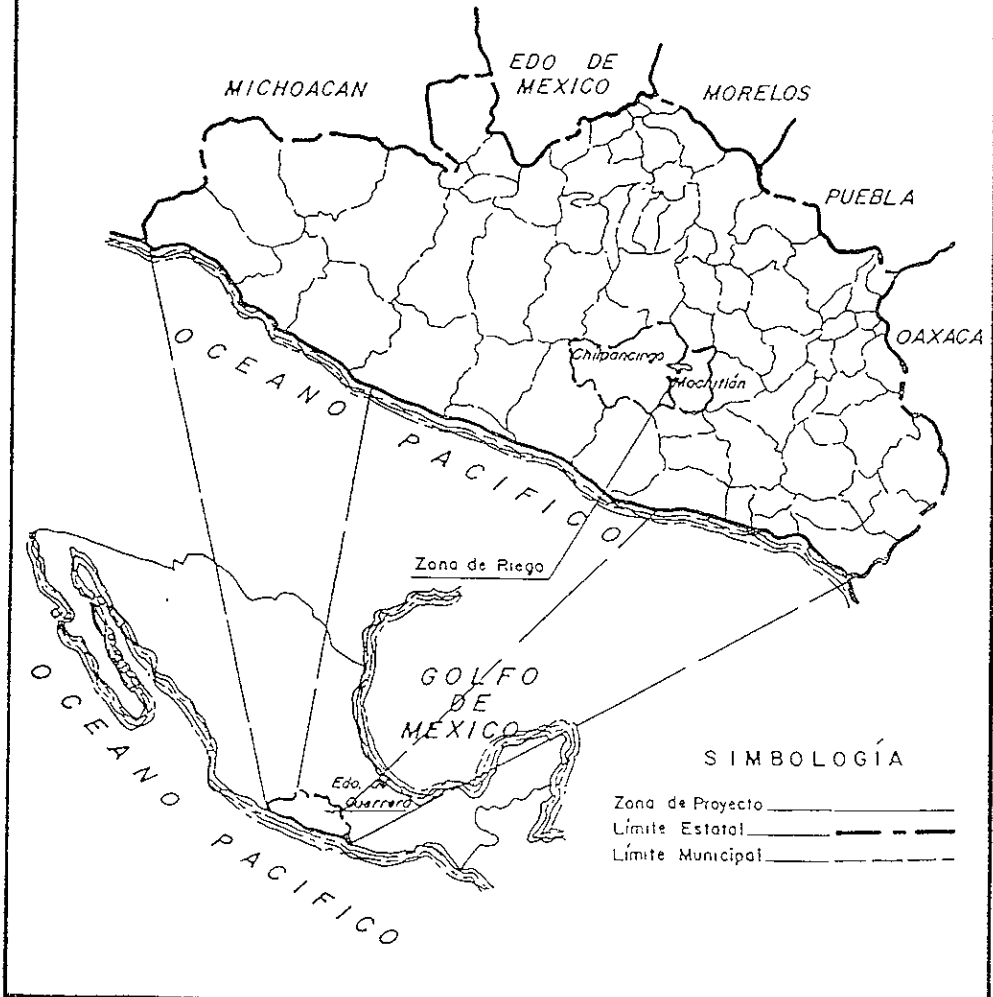 MICHOACAN
EDO DE
MEXICO
MORELOS
PUEBLA
OAXACA
Chilpancingo
Mochitlán
OCEANO PACIFICO
Zona de Riego
GOLFO
DE
MEXICO
Edo. de
Guerrero
OCEANO PACIFICO
SIMBOLOGÍA
Zona de Proyecto
Límite Estatal
Límite Municipal